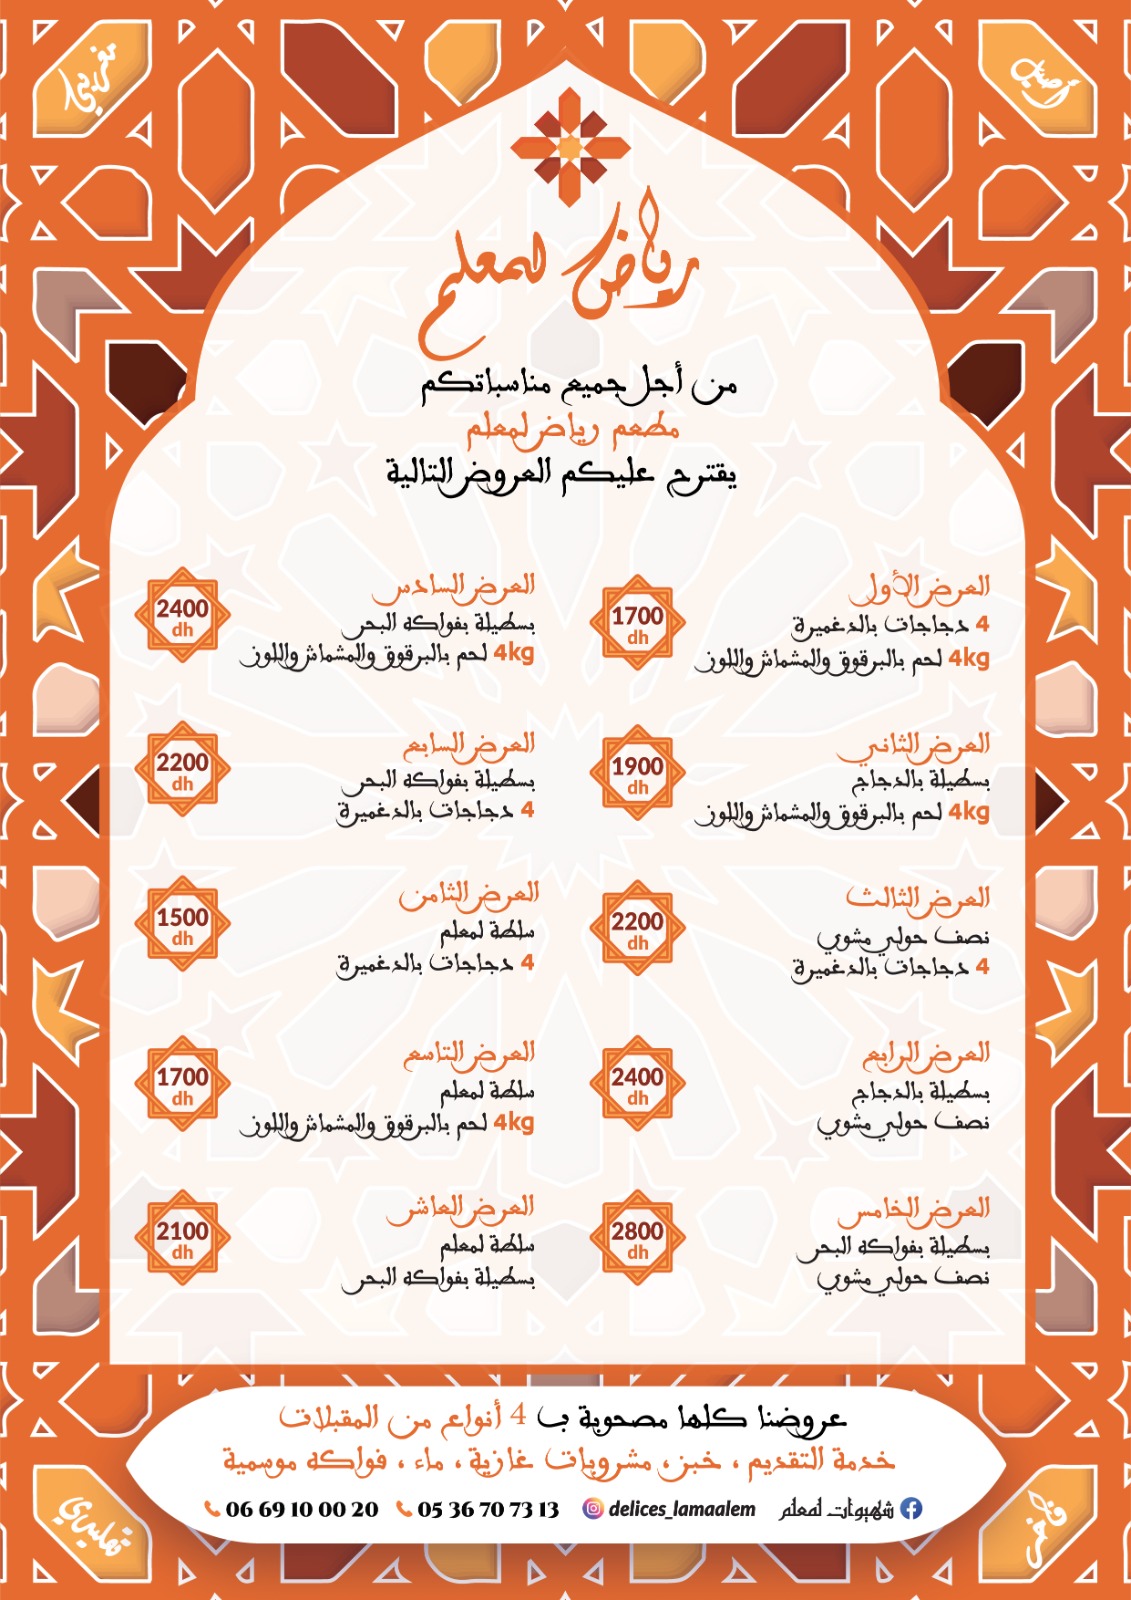 مغربي
أصيل
رياض لمعلم
من أجل جميع مناسباتكم
مطعم رياض لمعلم
يقترح عليكم العروض التالية
العرض الأول
4 دجاجات بالدغميرة
4kg لحم بالبرقوق والمشماش واللوز
1700
dh
العرض الثاني
بسطيلة بالدجاج
4kg لحم بالبرقوق والمشماش واللوز
1900
dh
العرض الثالث
نصف حولي مشوي
4 دجاجات بالدغميرة
2200
dh
العرض الرابع
بسطيلة بالدجاج
نصف حولي مشوي
2400
dh
العرض الخامس
بسطيلة بفواكه البحر
نصف حولي مشوي
2800
dh
العرض السادس
بسطيلة بفواكه البحر
4kg لحم بالبرقوق والمشماش واللوز
2400
dh
العرض السابع
بسطيلة بفواكه البحر
4 دجاجات بالدغميرة
2200
dh
العرض الثامن
سلطة لمعلم
4 دجاجات بالدغميرة
1500
dh
العرض التاسع
سلطة لمعلم
4kg لحم بالبرقوق والمشماش واللوز
1700
dh
العرض العاشر
سلطة لمعلم
بسطيلة بفواكه البحر
2100
dh
عروضنا كلها مصحوبة ب 4 أنواع من المقبلات
خدمة التقديم ، خبز، مشروبات غازية ، ماء ، فواكه موسمية
شهيوات لمعلم delices_lamaalem 05 36 70 73 13 06 69 10 00 20
تقليدي
فاخر